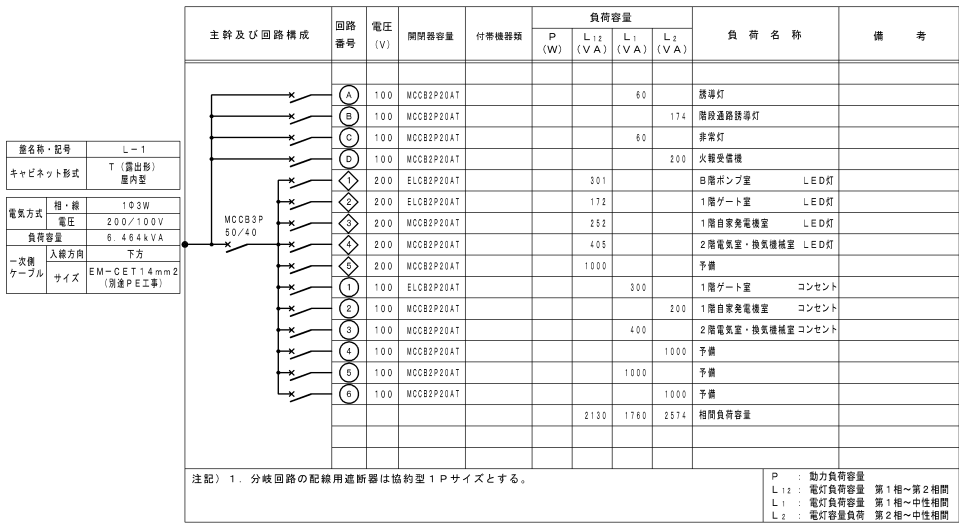 盤名称・記号 L-1
キャビネット形式 T(露出形) 屋内型
電気方式 相・線 1Φ3W
電圧 200/100V
負荷容量 6.464kVA
一次側ケーブル 入線方向 下方
サイズ EM-CET14mm2 (別途PE工事)
主幹及び回路構成 回路番号 電圧(V) 開閉器容量 付帯機器類 負荷容量 P(W) L12(VA) L1(VA) L2(VA) 負荷名称 備考
MCCB3P 50/40
A 100 MCCB2P20AT 60 誘導灯
B 100 MCCB2P20AT 174 階段通路誘導灯
C 100 MCCB2P20AT 60 非常灯
D 100 MCCB2P20AT 200 火報受信機
1 200 ELCB2P20AT 301 B階ポンプ室 LED灯
2 200 ELCB2P20AT 172 1階ゲート室 LED灯
3 200 MCCB2P20AT 252 1階自家発電機室 LED灯
4 200 MCCB2P20AT 405 2階電気室・換気機械室 LED灯
5 200 MCCB2P20AT 1000 予備
1 100 ELCB2P20AT 300 1階ゲート室 コンセント
2 100 MCCB2P20AT 200 1階自家発電機室 コンセント
3 100 MCCB2P20AT 400 2階電気室・換気機械室 コンセント
4 100 MCCB2P20AT 1000 予備
5 100 MCCB2P20AT 1000 予備
6 100 MCCB2P20AT 1000 予備
2130 1760 2574 相間負荷容量
注記) 1. 分岐回路の配線用遮断器は協約型1Pサイズとする。
P : 動力負荷容量
L12 : 電灯負荷容量 第1相~第2相間
L1 : 電灯負荷容量 第1相~中性相間
L2 : 電灯容量負荷 第2相~中性相間